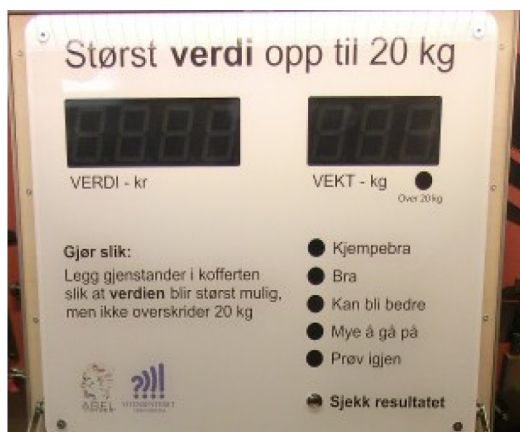 Størst verdi opp til 20 kg
VERDI - kr
VEKT - kg
Over 20 kg
Gjør slik:
Legg gjenstander i kofferten
slik at verdien blir størst mulig,
men ikke overskrider 20 kg
Kjempebra
Bra
Kan bli bedre
Mye å gå på
Prøv igjen
Sjekk resultatet
ABEL